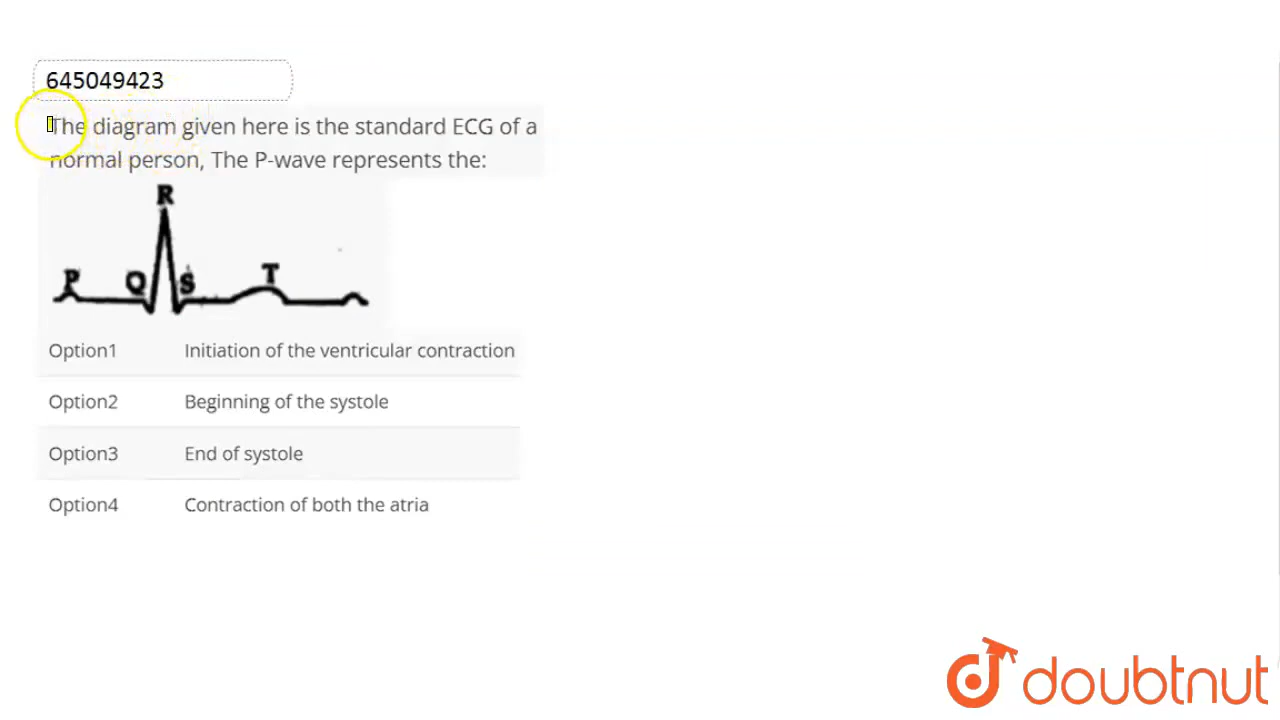 645049423
The diagram given here is the standard ECG of a
normal person, The P-wave represents the:
R
P Q S T
Option1 Initiation of the ventricular contraction
Option2 Beginning of the systole
Option3 End of systole
Option4 Contraction of both the atria
doubtnut